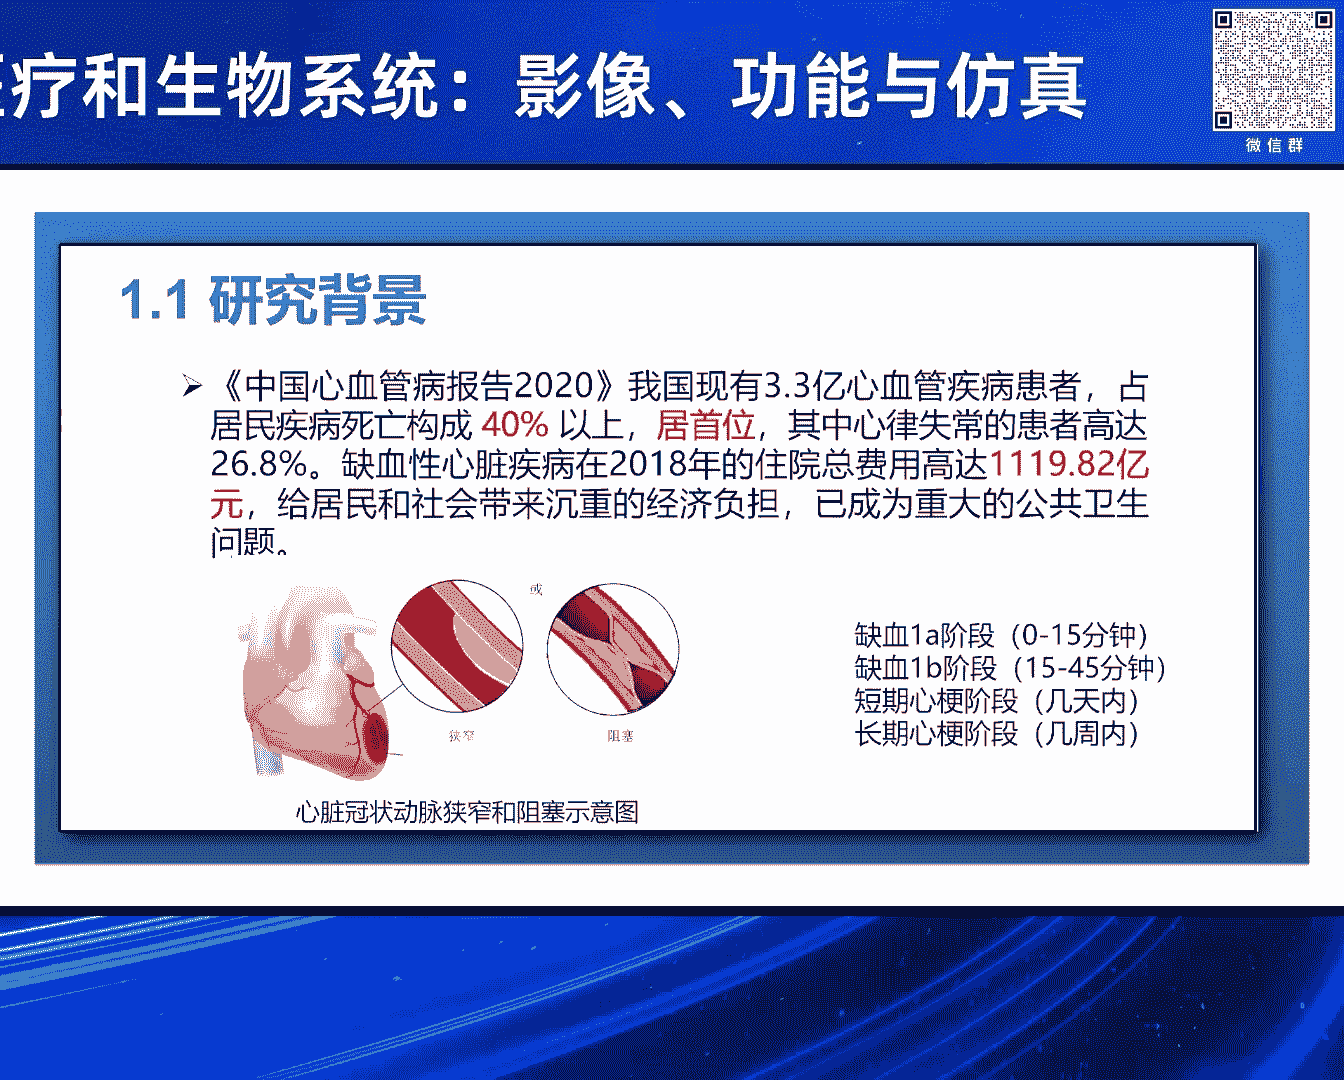 疗和生物系统：影像、功能与仿真
微信群
1.1 研究背景
➢《中国心血管病报告2020》我国现有3.3亿心血管疾病患者，占
居民疾病死亡构成 40% 以上，居首位，其中心律失常的患者高达
26.8%。缺血性心脏疾病在2018年的住院总费用高达1119.82亿
元，给居民和社会带来沉重的经济负担，已成为重大的公共卫生
问题。
或
狭窄
阻塞
心脏冠状动脉狭窄和阻塞示意图
缺血1a阶段（0-15分钟）
缺血1b阶段（15-45分钟）
短期心梗阶段（几天内）
长期心梗阶段（几周内）